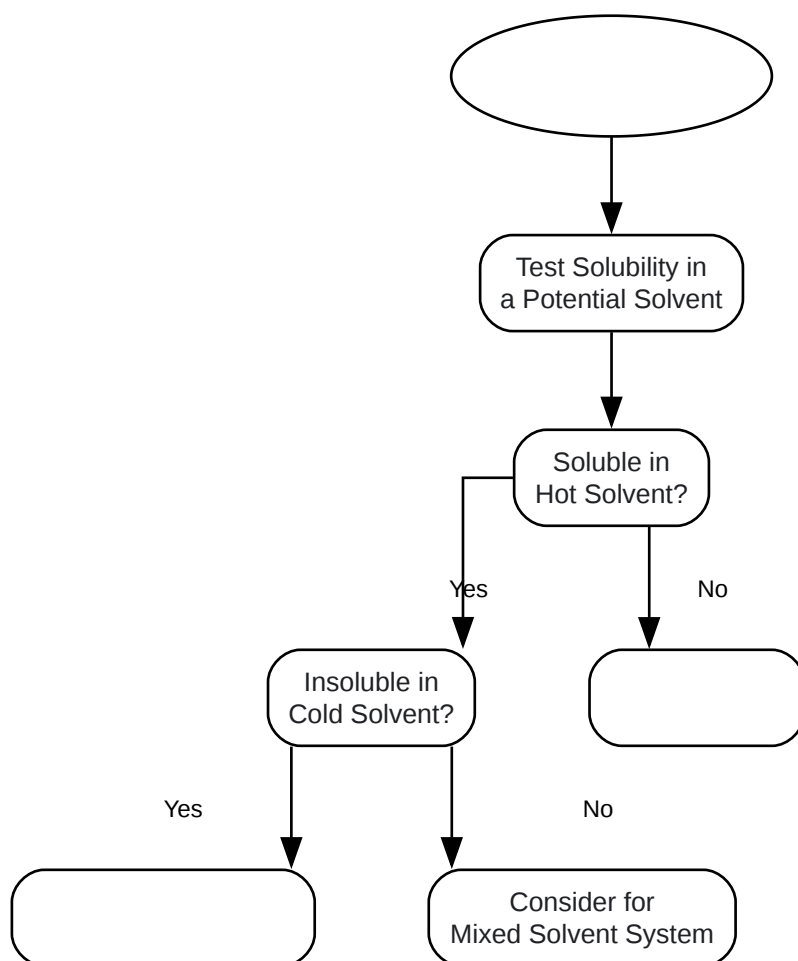 Test Solubility in
a Potential Solvent
Soluble in
Hot Solvent?
Yes
No
Insoluble in
Cold Solvent?
Yes
No
Consider for
Mixed Solvent System